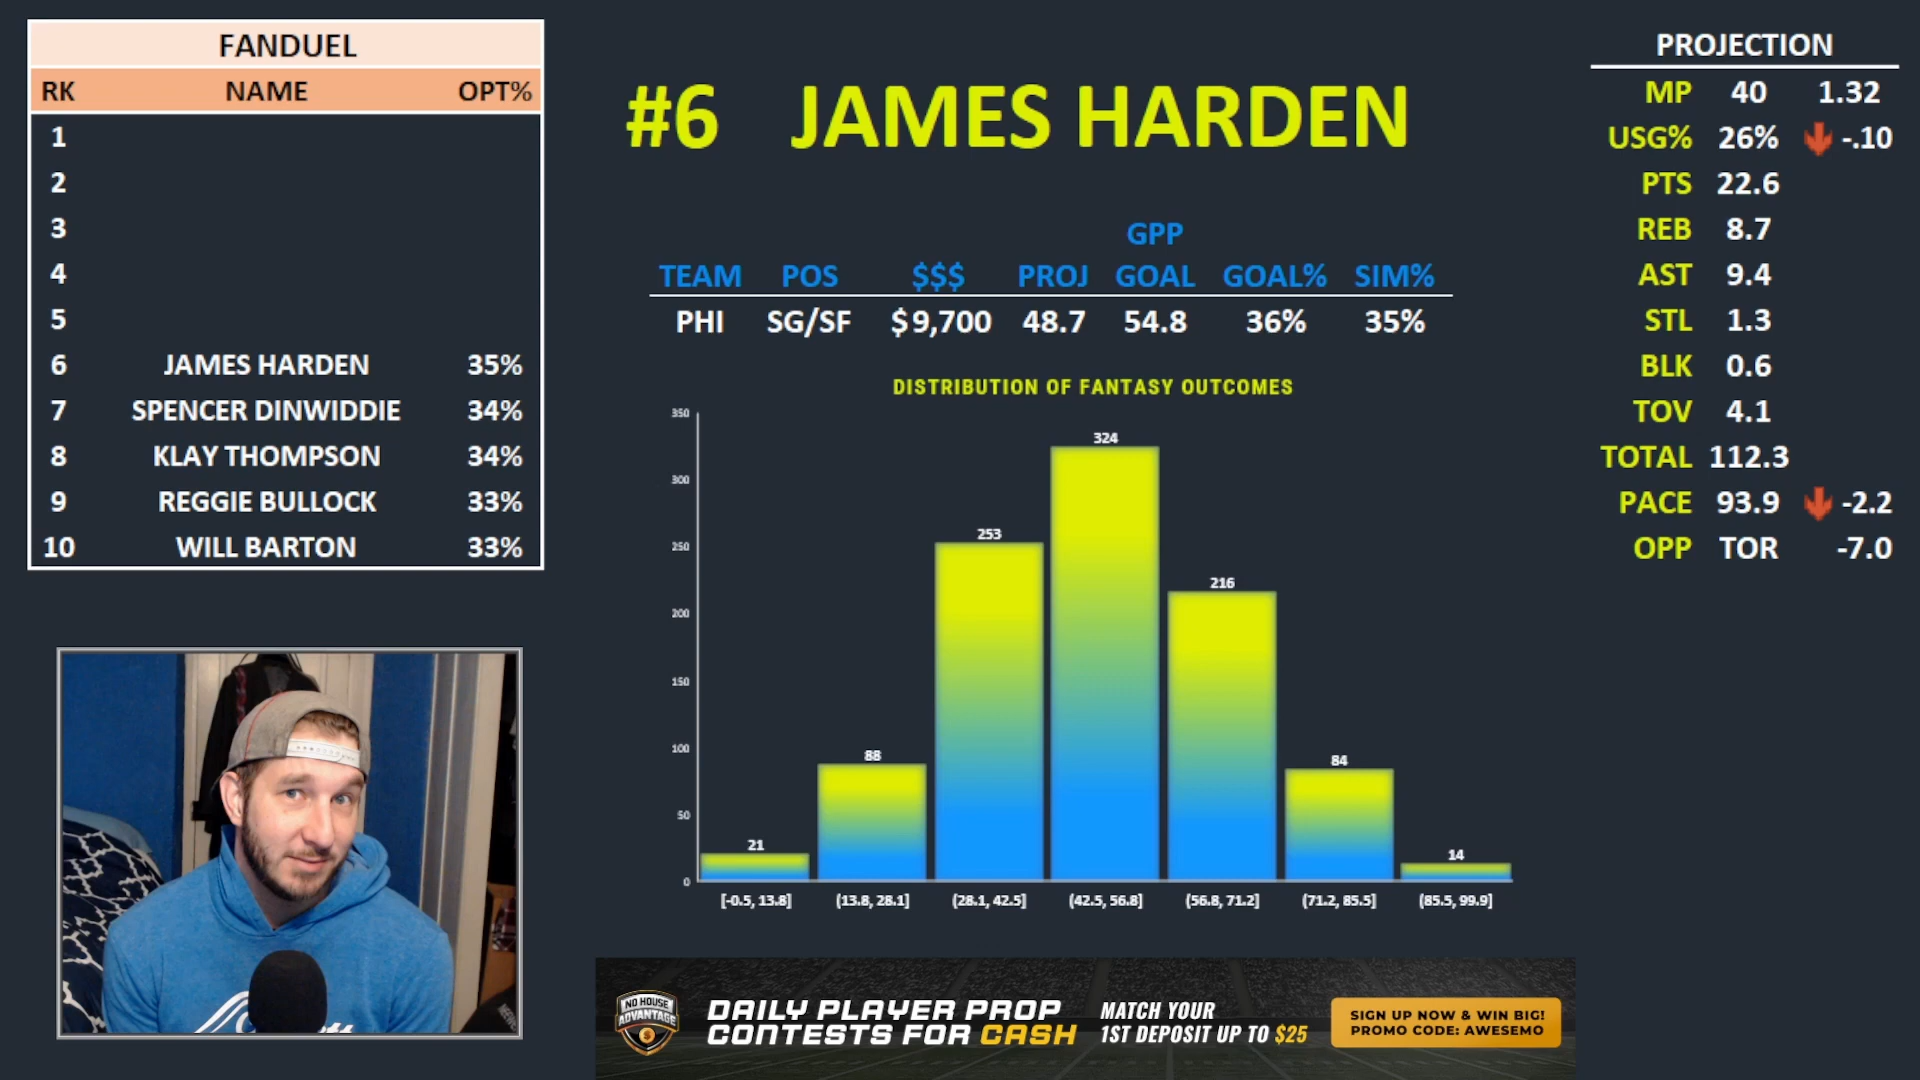 FANDUEL
RK NAME OPT%
1
2
3
4
5
6 JAMES HARDEN 35%
7 SPENCER DINWIDDIE 34%
8 KLAY THOMPSON 34%
9 REGGIE BULLOCK 33%
10 WILL BARTON 33%
#6 JAMES HARDEN
GPP
TEAM POS $$$ PROJ GOAL GOAL% SIM%
PHI SG/SF $9,700 48.7 54.8 36% 35%
DISTRIBUTION OF FANTASY OUTCOMES
350
300
250
200
150
100
50
0
21
88
253
324
216
84
14
[-0.5, 13.8] (13.8, 28.1] (28.1, 42.5] (42.5, 56.8] (56.8, 71.2] (71.2, 85.5] (85.5, 99.9]
PROJECTION
MP 40 1.32
USG% 26% -.10
PTS 22.6
REB 8.7
AST 9.4
STL 1.3
BLK 0.6
TOV 4.1
TOTAL 112.3
PACE 93.9 -2.2
OPP TOR -7.0
NO HOUSE
ADVANTAGE
DAILY PLAYER PROP
CONTESTS FOR CASH
MATCH YOUR
1ST DEPOSIT UP TO $25
SIGN UP NOW & WIN BIG!
PROMO CODE: AWESEMO